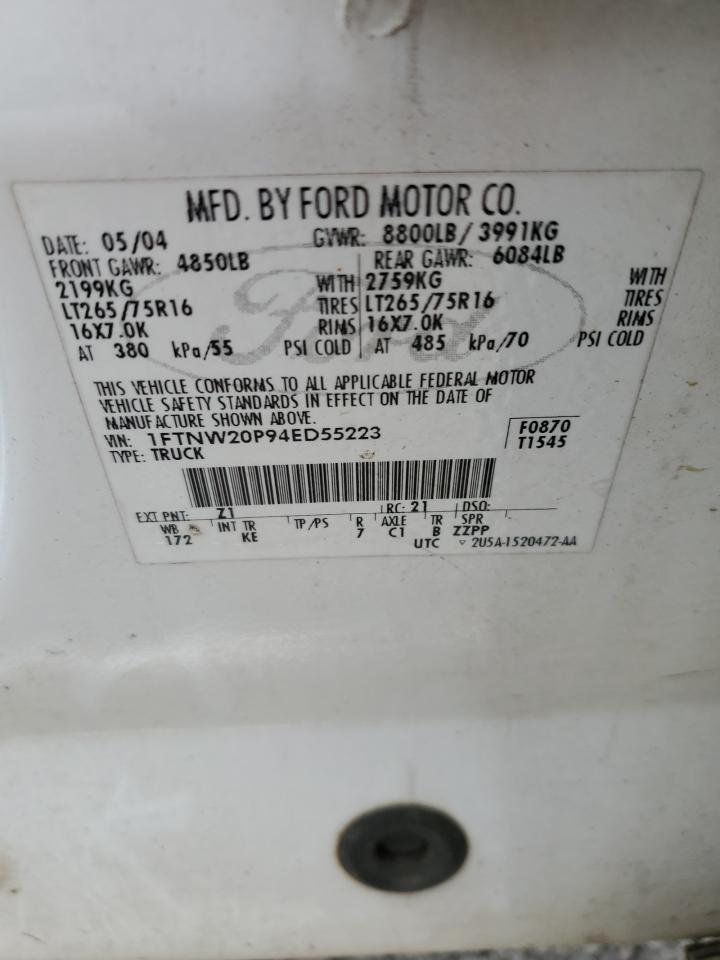 MFD. BY FORD MOTOR CO.
DATE: 05/04 GVWR: 8800LB/ 3991KG
FRONT GAWR: 4850LB REAR GAWR: 6084LB
2199KG WITH 2759KG WITH
LT265/75R16 TIRES LT265/75R16 TIRES
16X7.0K RIMS 16X7.0K RIMS
AT 380 kPa/55 PSI COLD AT 485 kPa/70 PSI COLD
THIS VEHICLE CONFORMS TO ALL APPLICABLE FEDERAL MOTOR
VEHICLE SAFETY STANDARDS IN EFFECT ON THE DATE OF
MANUFACTURE SHOWN ABOVE.
VIN: 1FTNW20P94ED55223 F0870
TYPE: TRUCK T1545
EXT PNT: Z1 RC: 21 DSO:
WB INT TR TP/PS R AXLE TR SPR
172 KE 7 C1 B ZZPP
UTC ▽ 2U5A-1520472-AA
Ford